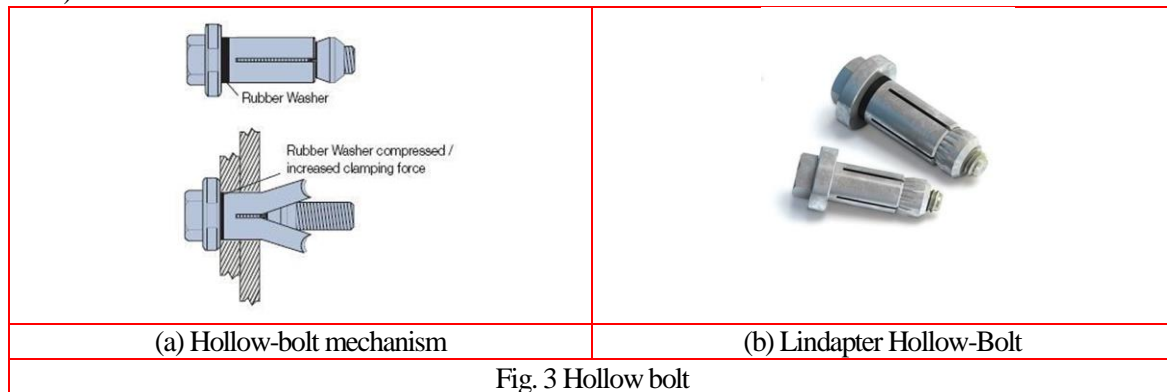 Rubber Washer
Rubber Washer compressed /
increased clamping force
(a) Hollow-bolt mechanism
(b) Lindapter Hollow-Bolt
Fig. 3 Hollow bolt